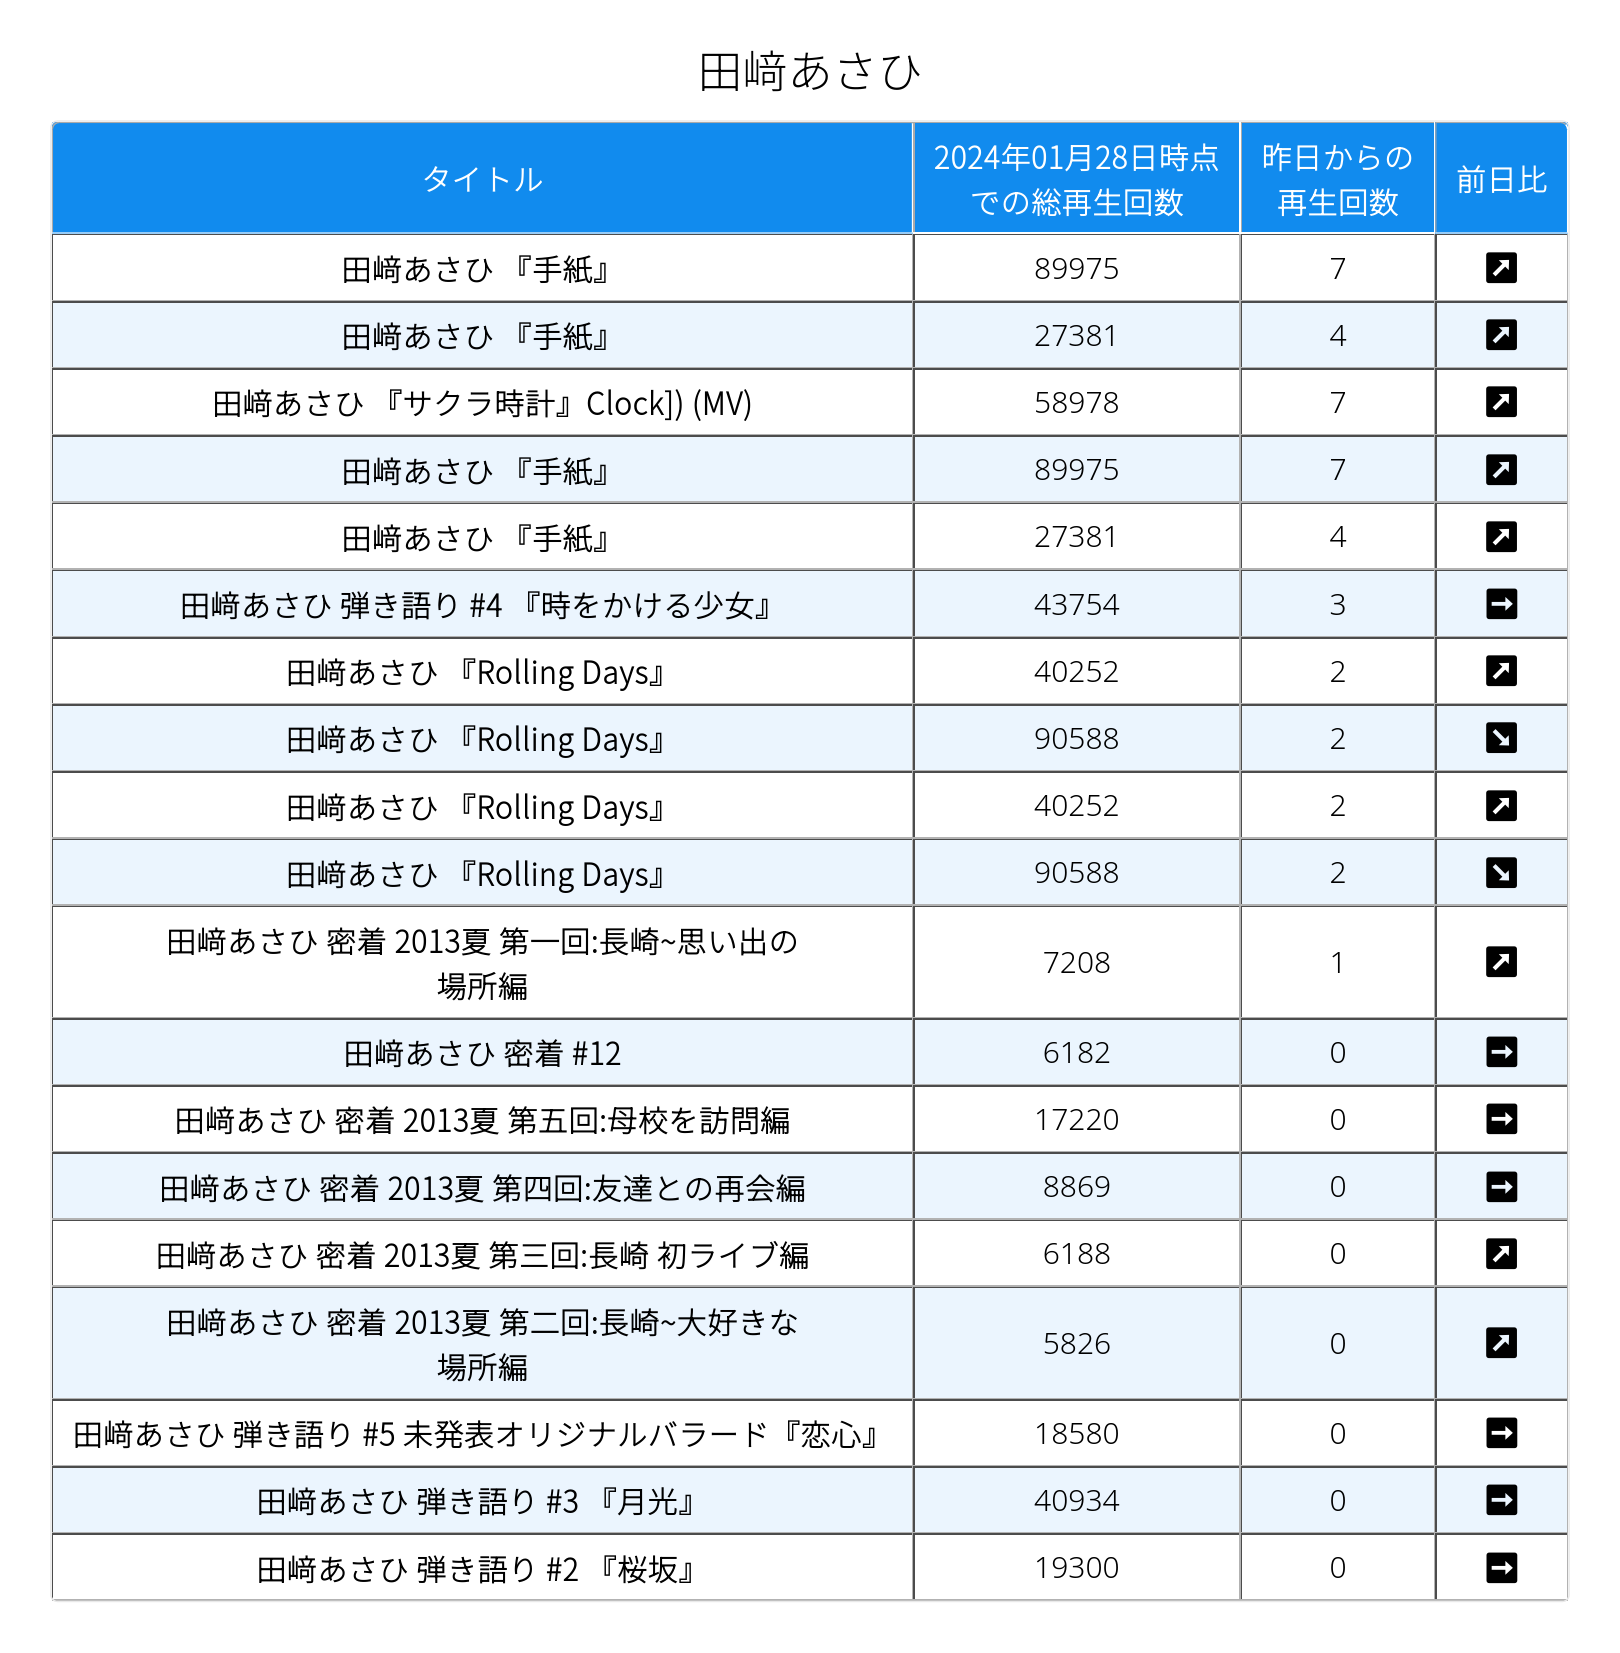 田﨑あさひ
タイトル
2024年01月28日時点
での総再生回数
昨日からの
再生回数
前日比
田﨑あさひ 『手紙』 89975 7
田﨑あさひ 『手紙』 27381 4
田﨑あさひ 『サクラ時計』Clock]) (MV) 58978 7
田﨑あさひ 『手紙』 89975 7
田﨑あさひ 『手紙』 27381 4
田﨑あさひ 弾き語り #4 『時をかける少女』 43754 3
田﨑あさひ 『Rolling Days』 40252 2
田﨑あさひ 『Rolling Days』 90588 2
田﨑あさひ 『Rolling Days』 40252 2
田﨑あさひ 『Rolling Days』 90588 2
田﨑あさひ 密着 2013夏 第一回:長崎~思い出の
場所編
7208 1
田﨑あさひ 密着 #12 6182 0
田﨑あさひ 密着 2013夏 第五回:母校を訪問編 17220 0
田﨑あさひ 密着 2013夏 第四回:友達との再会編 8869 0
田﨑あさひ 密着 2013夏 第三回:長崎 初ライブ編 6188 0
田﨑あさひ 密着 2013夏 第二回:長崎~大好きな
場所編
5826 0
田﨑あさひ 弾き語り #5 未発表オリジナルバラード『恋心』 18580 0
田﨑あさひ 弾き語り #3 『月光』 40934 0
田﨑あさひ 弾き語り #2 『桜坂』 19300 0